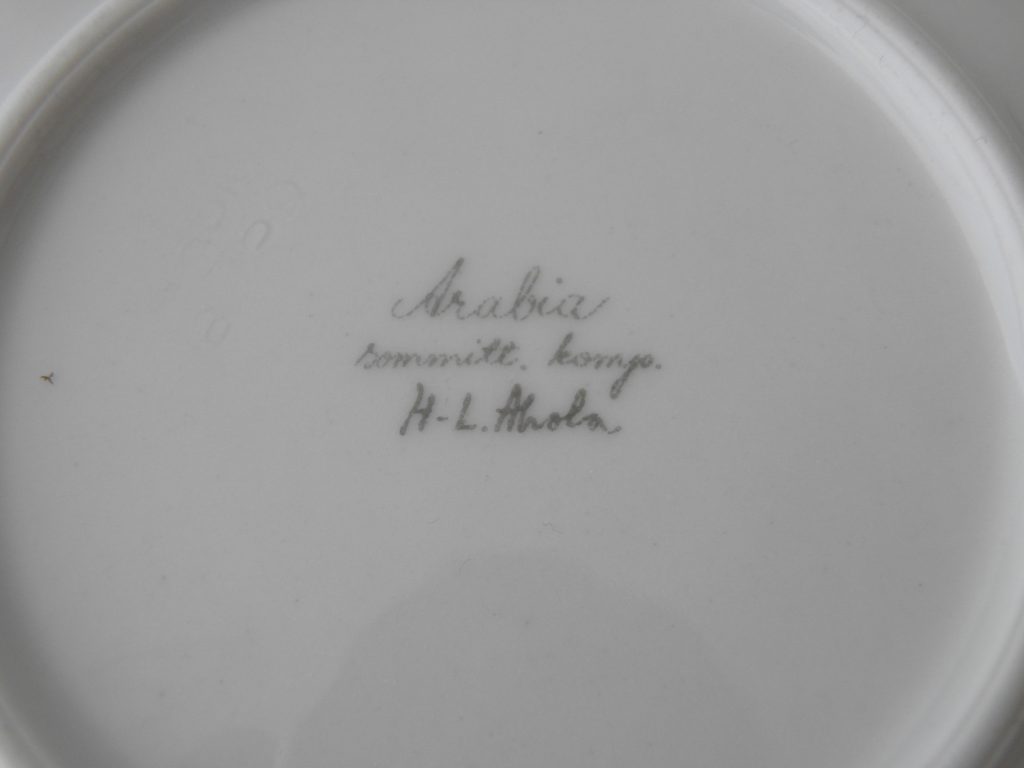 Arabia
sommitt. komp.
H-L. Ahola